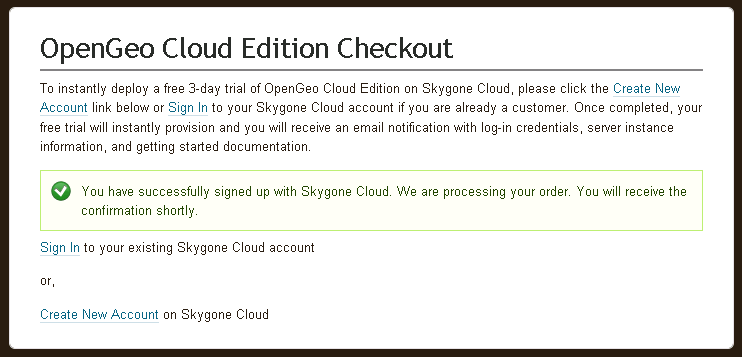 OpenGeo Cloud Edition Checkout
To instantly deploy a free 3-day trial of OpenGeo Cloud Edition on Skygone Cloud, please click the Create New
Account link below or Sign In to your Skygone Cloud account if you are already a customer. Once completed, your
free trial will instantly provision and you will receive an email notification with log-in credentials, server instance
information, and getting started documentation.
You have successfully signed up with Skygone Cloud. We are processing your order. You will receive the
confirmation shortly.
Sign In to your existing Skygone Cloud account
or,
Create New Account on Skygone Cloud